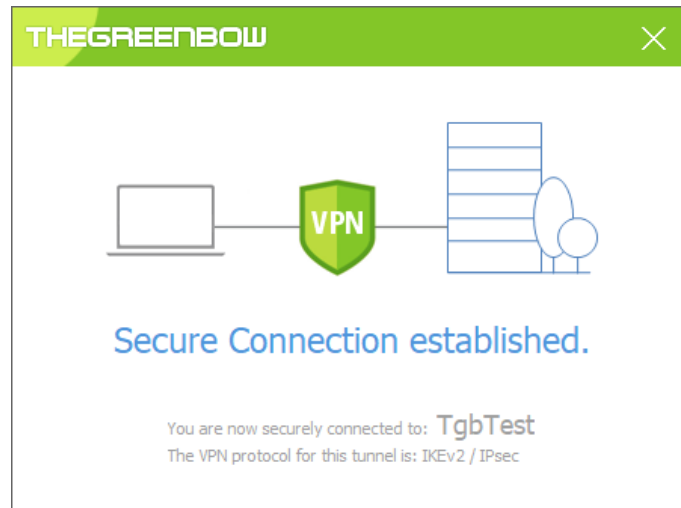 THEGREENBOW
VPN
Secure Connection established.
You are now securely connected to: TgbTest
The VPN protocol for this tunnel is: IKEv2 / IPsec